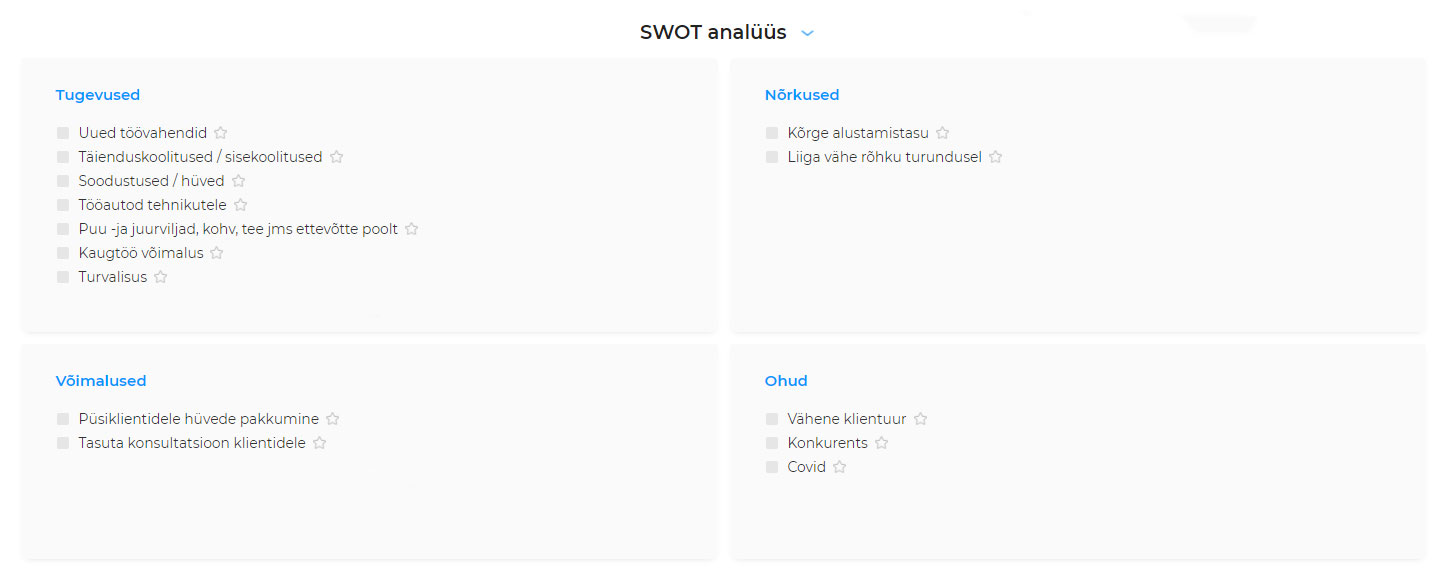 SWOT analüüs
Tugevused
Uued töövahendid
Täienduskoolitused / sisekoolitused
Soodustused / hüved
Tööautod tehnikutele
Puu -ja juurviljad, kohv, tee jms ettevõtte poolt
Kaugtöö võimalus
Turvalisus
Nõrkused
Kõrge alustamistasu
Liiga vähe rõhku turundusel
Võimalused
Püsiklientidele hüvede pakkumine
Tasuta konsultatsioon klientidele
Ohud
Vähene klientuur
Konkurents
Covid